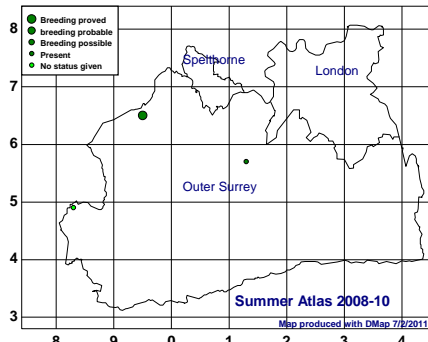 Breeding proved
breeding probable
Breeding possible
Present
No status given
8
Spelthorne
London
7
6
Outer Surrey
5
4
Summer Atlas 2008-10
3
Map produced with DMap 7/2/2011
8 9 0 1 2 3 4